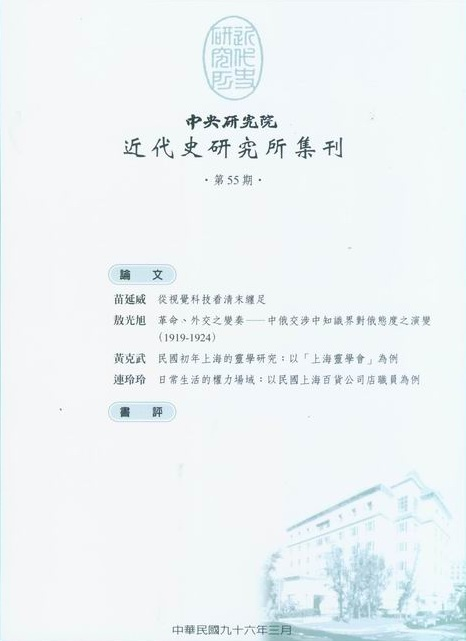 近代史
研究所
中央研究院
近代史研究所集刊
·第55期·
論 文
苗延威 從視覺科技看清末纏足
敖光旭 革命、外交之變奏——中俄交涉中知識界對俄態度之演變
(1919-1924)
黃克武 民國初年上海的靈學研究:以「上海靈學會」為例
連玲玲 日常生活的權力場域:以民國上海百貨公司店職員為例
書 評
中華民國九十六年三月